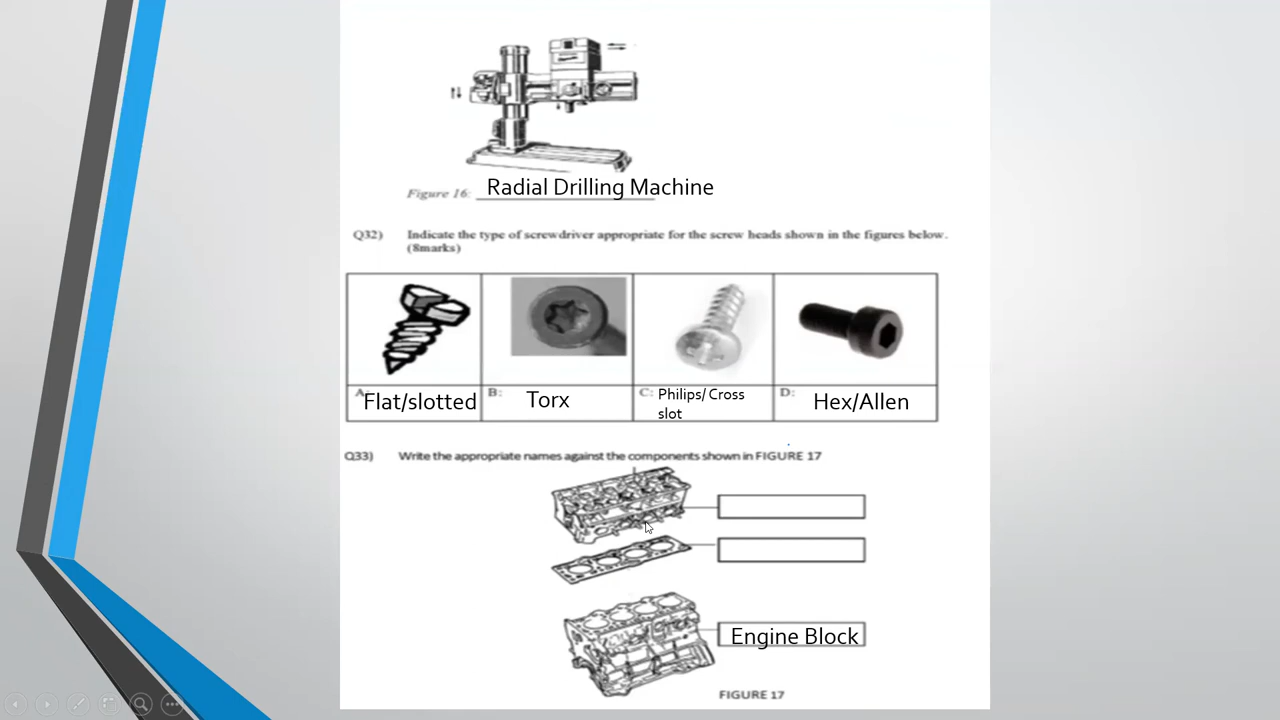 Figure 16: Radial Drilling Machine
Q32) Indicate the type of screwdriver appropriate for the screw heads shown in the figures below.
(8marks)
A: Flat/slotted
B: Torx
C: Philips/ Cross
slot
D: Hex/Allen
Q33) Write the appropriate names against the components shown in FIGURE 17
Engine Block
FIGURE 17